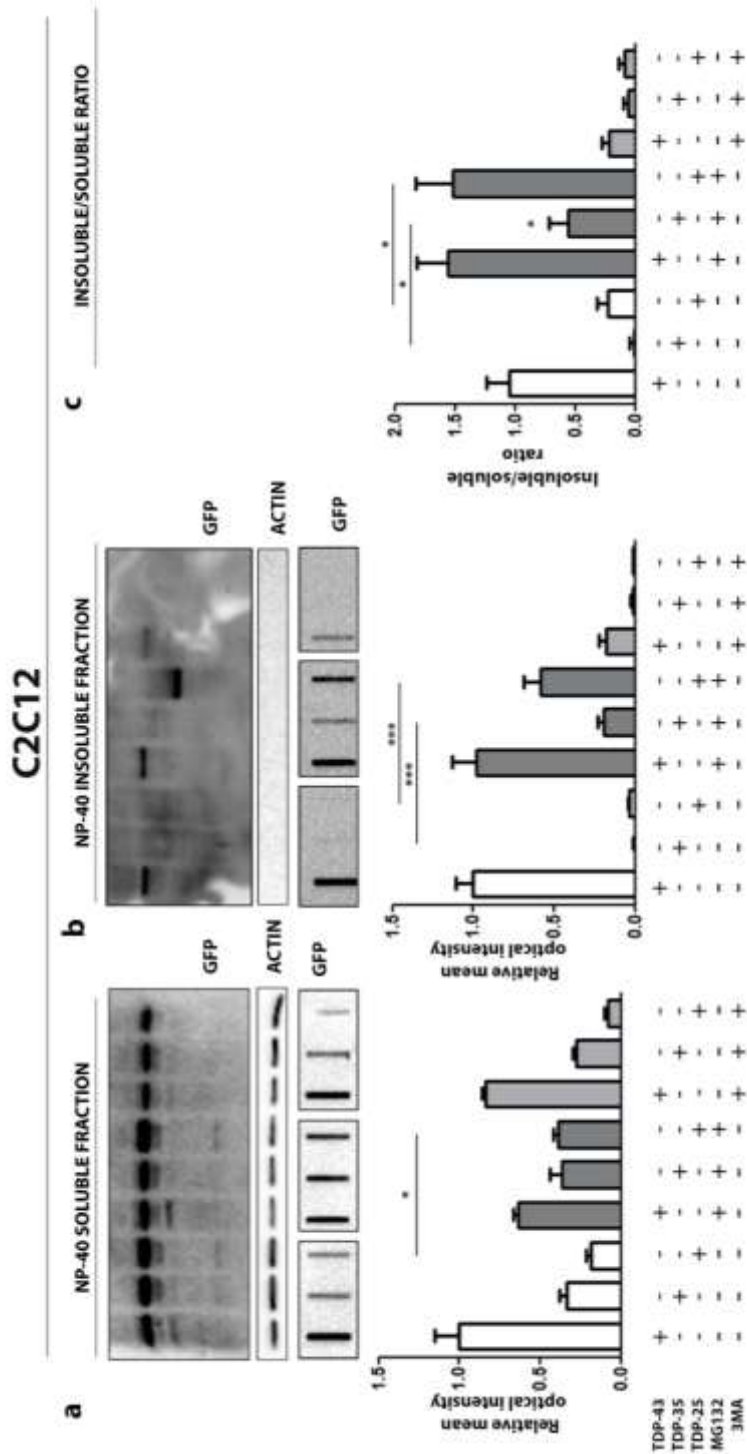 C2C12
a
NP-40 SOLUBLE FRACTION
GFP
ACTIN
GFP
Relative mean
optical intensity
1.5
1.0
0.5
0.0
*
TDP-43 + - - + - - + - -
TDP-35 - + - - + - - + -
TDP-25 - - + - - + - - +
MG132 - - - + + + - - -
3MA - - - - - - + + +
b
NP-40 INSOLUBLE FRACTION
GFP
ACTIN
GFP
Relative mean
optical intensity
1.5
1.0
0.5
0.0
***
***
+ - - + - - + - -
- + - - + - - + -
- - + - - + - - +
- - - + + + - - -
- - - - - - + + +
c
INSOLUBLE/SOLUBLE RATIO
Insoluble/soluble
ratio
2.0
1.5
1.0
0.5
0.0
*
*
*
+ - - + - - + - -
- + - - + - - + -
- - + - - + - - +
- - - + + + - - -
- - - - - - + + +